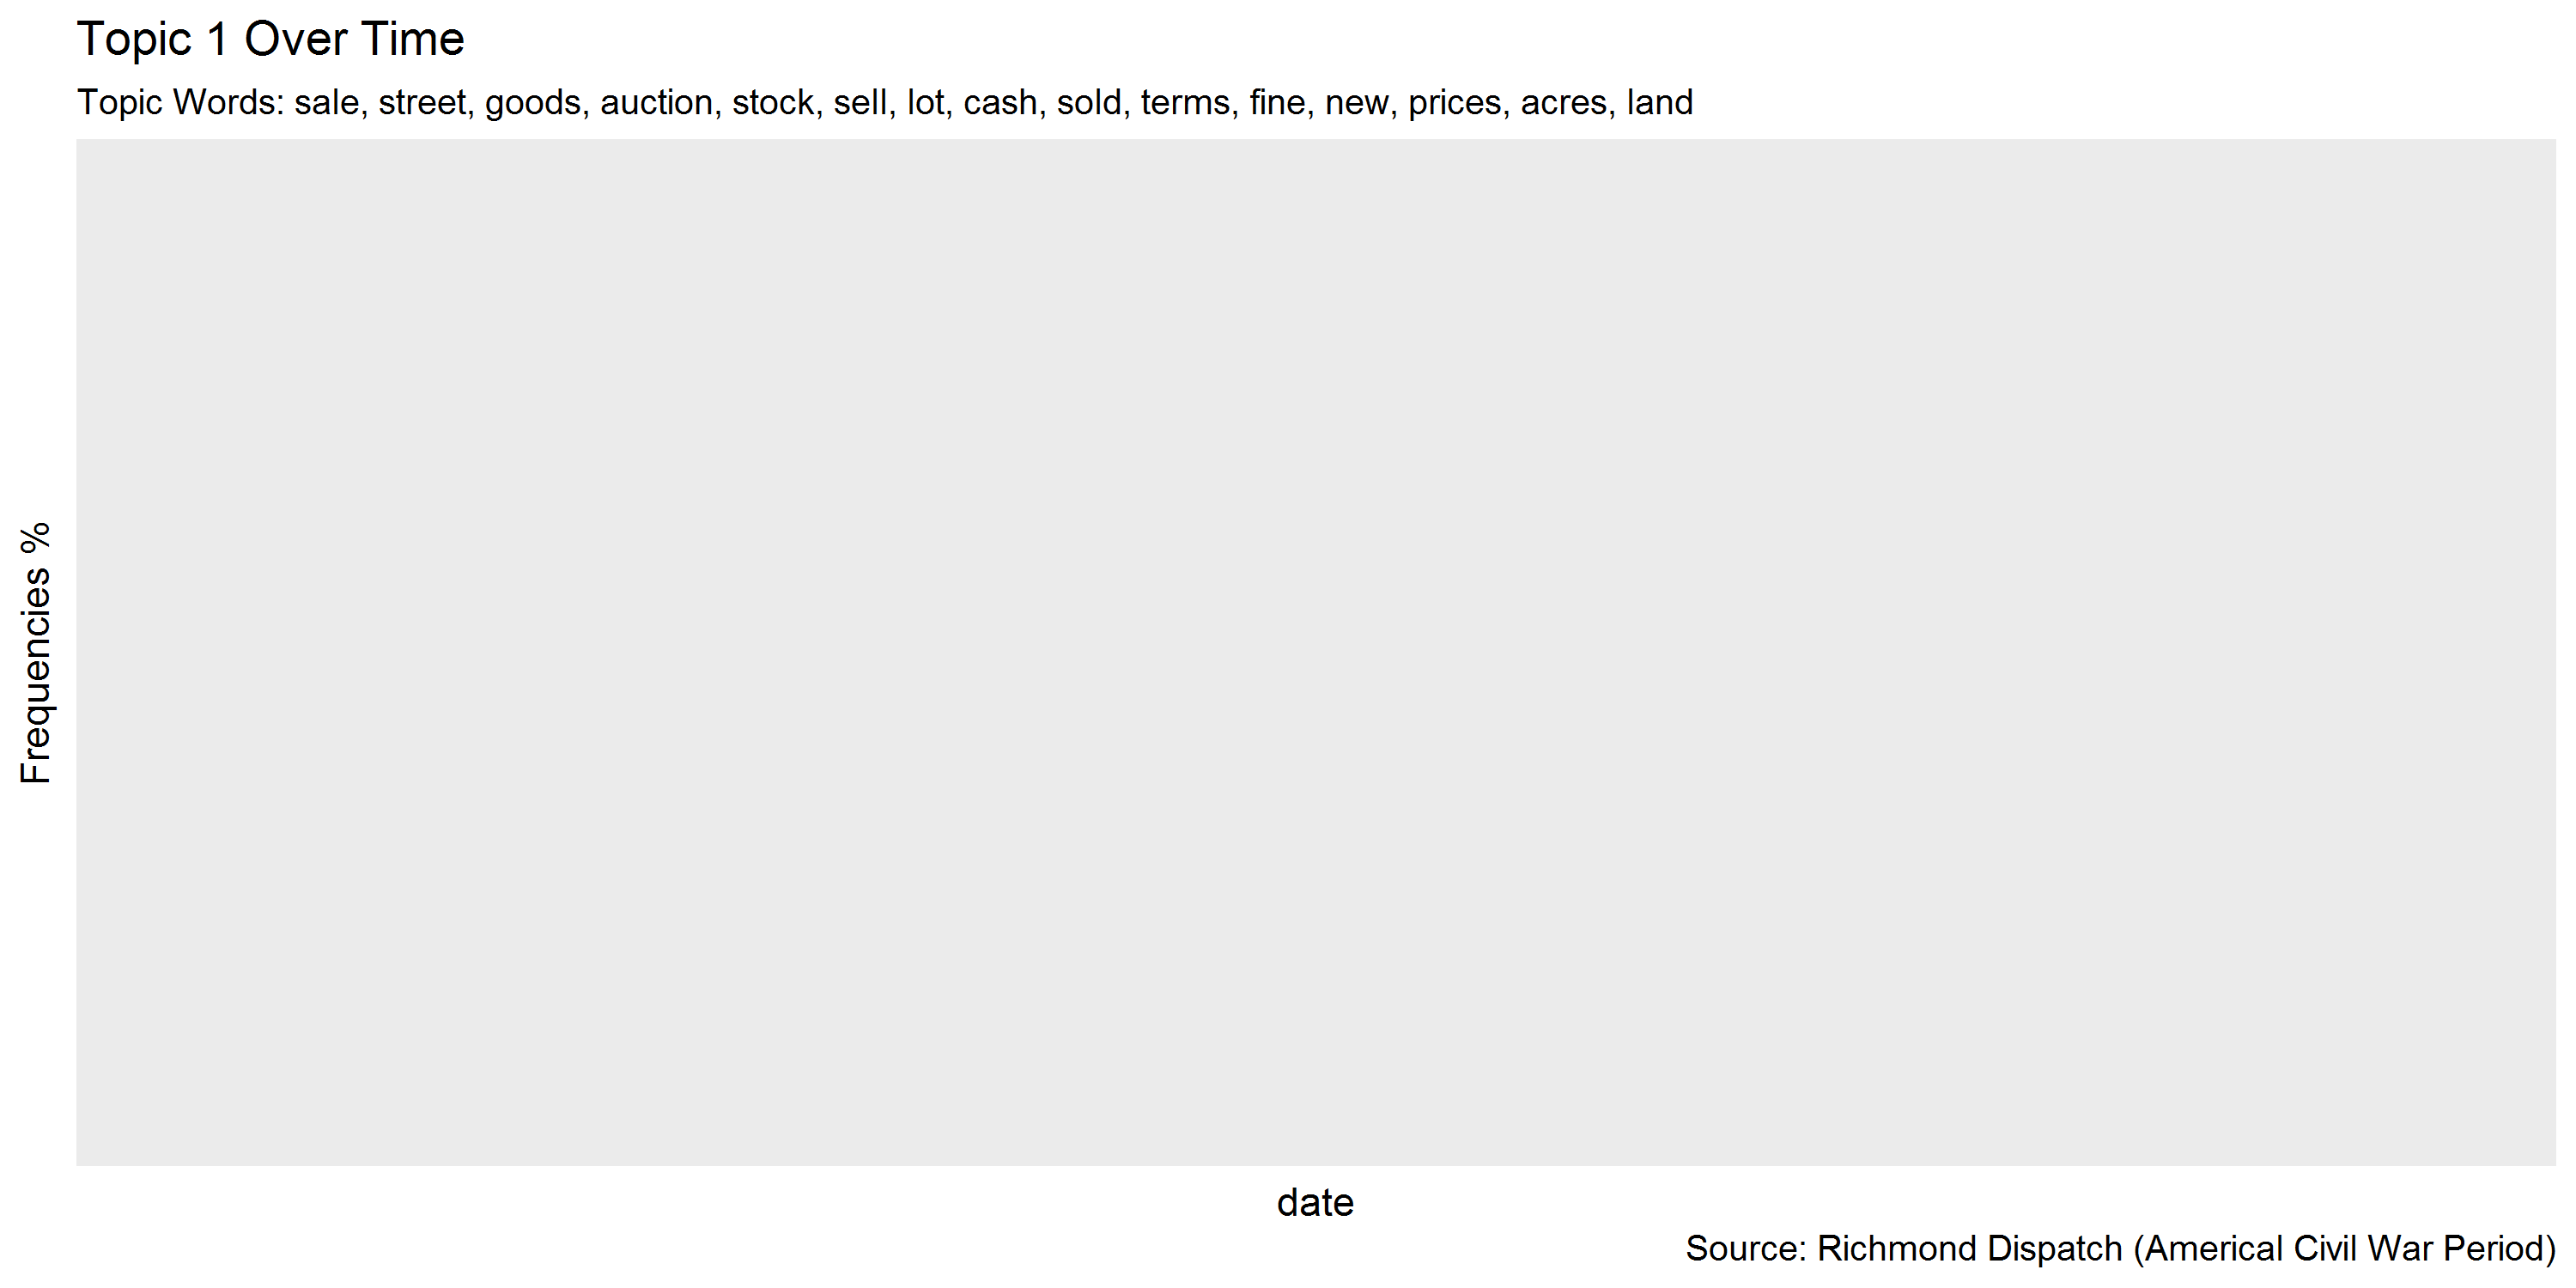 Topic 1 Over Time
Topic Words: sale, street, goods, auction, stock, sell, lot, cash, sold, terms, fine, new, prices, acres, land
Frequencies %
date
Source: Richmond Dispatch (Americal Civil War Period)